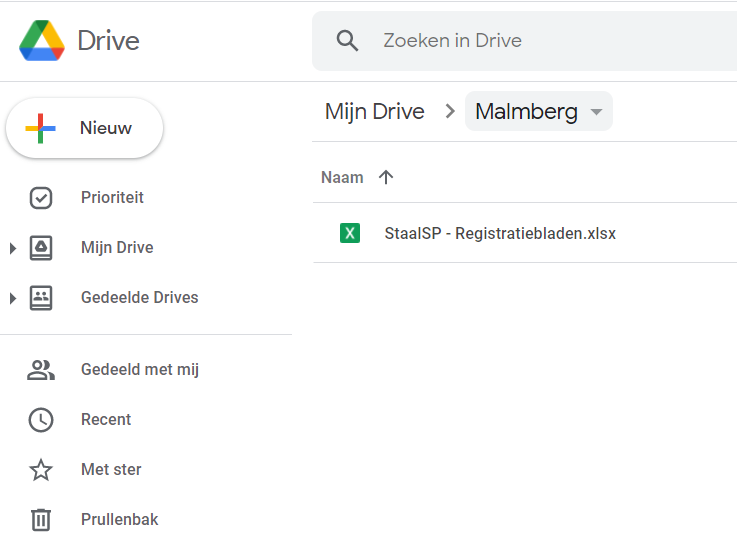 Drive
Zoeken in Drive
Nieuw
Mijn Drive
Malmberg
Naam
StaalSP - Registratiebladen.xlsx
Prioriteit
Mijn Drive
Gedeelde Drives
Gedeeld met mij
Recent
Met ster
Prullenbak